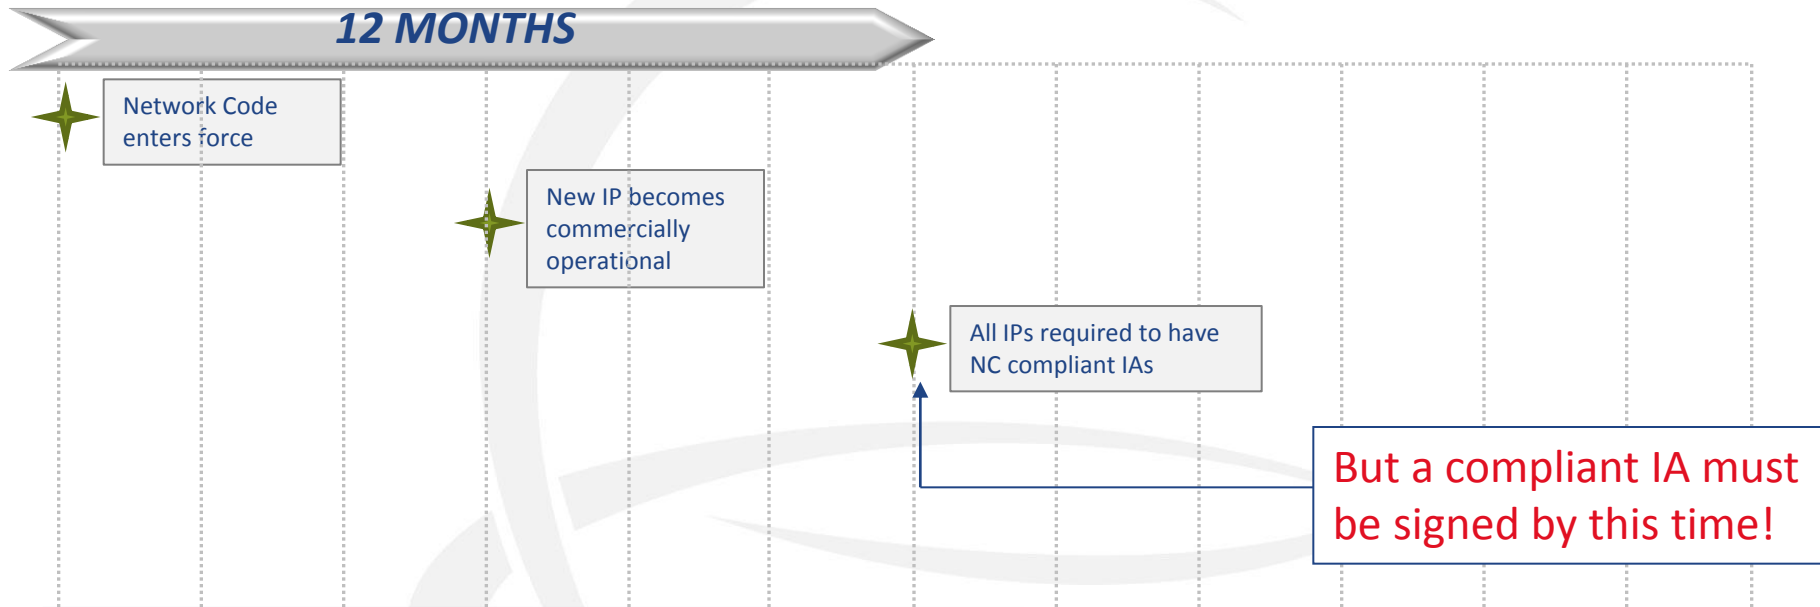 12 MONTHS
Network Code
enters force
New IP becomes
commercially
operational
All IPs required to have
NC compliant IAs
But a compliant IA must
be signed by this time!